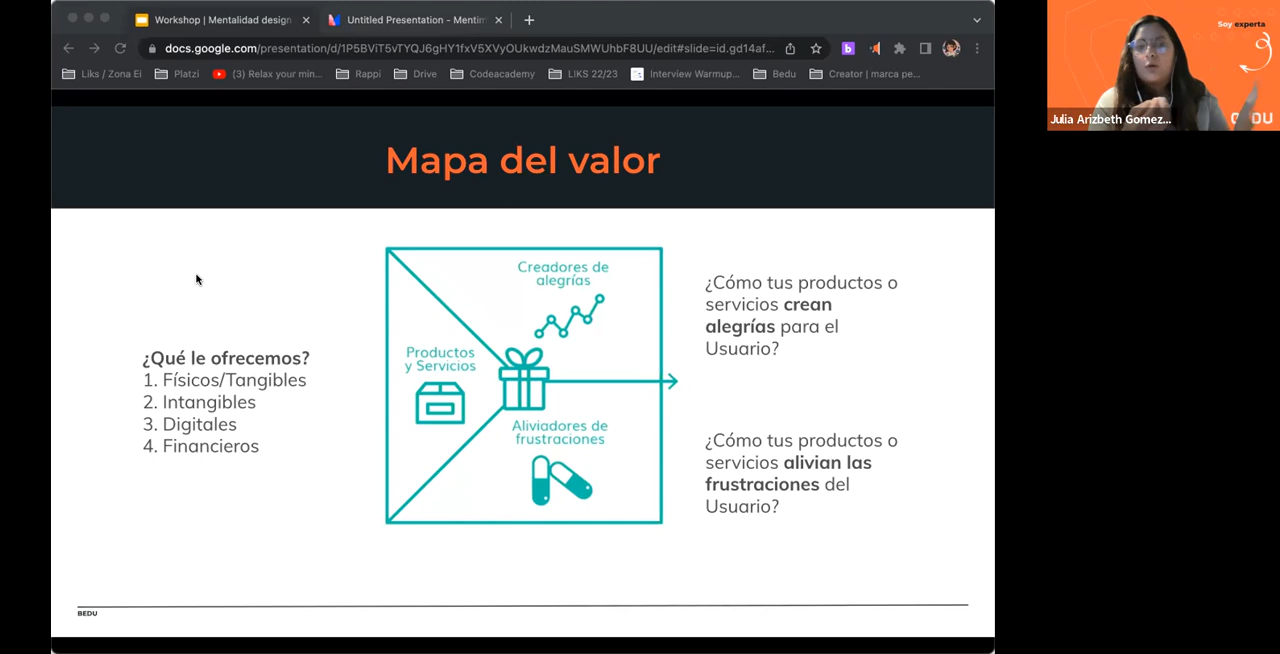 Workshop | Mentalidad design
Untitled Presentation - Mentim
docs.google.com/presentation/d/1P5BViT5vTYQJ6gHY1fxV5XVyOUkwdzMauSMWUhbF8UU/edit#slide=id.gd14af...
Liks / Zona Ei
Platzi
(3) Relax your min...
Rappi
Drive
Codeacademy
LIKS 22/23
Interview Warmup...
Bedu
Creator | marca pe...
Soy experta
Julia Arizbeth Gomez...
Mapa del valor
¿Qué le ofrecemos?
1. Físicos/Tangibles
2. Intangibles
3. Digitales
4. Financieros
Productos
y Servicios
Creadores de
alegrías
Aliviadores de
frustraciones
¿Cómo tus productos o
servicios crean
alegrías para el
Usuario?
¿Cómo tus productos o
servicios alivian las
frustraciones del
Usuario?
BEDU